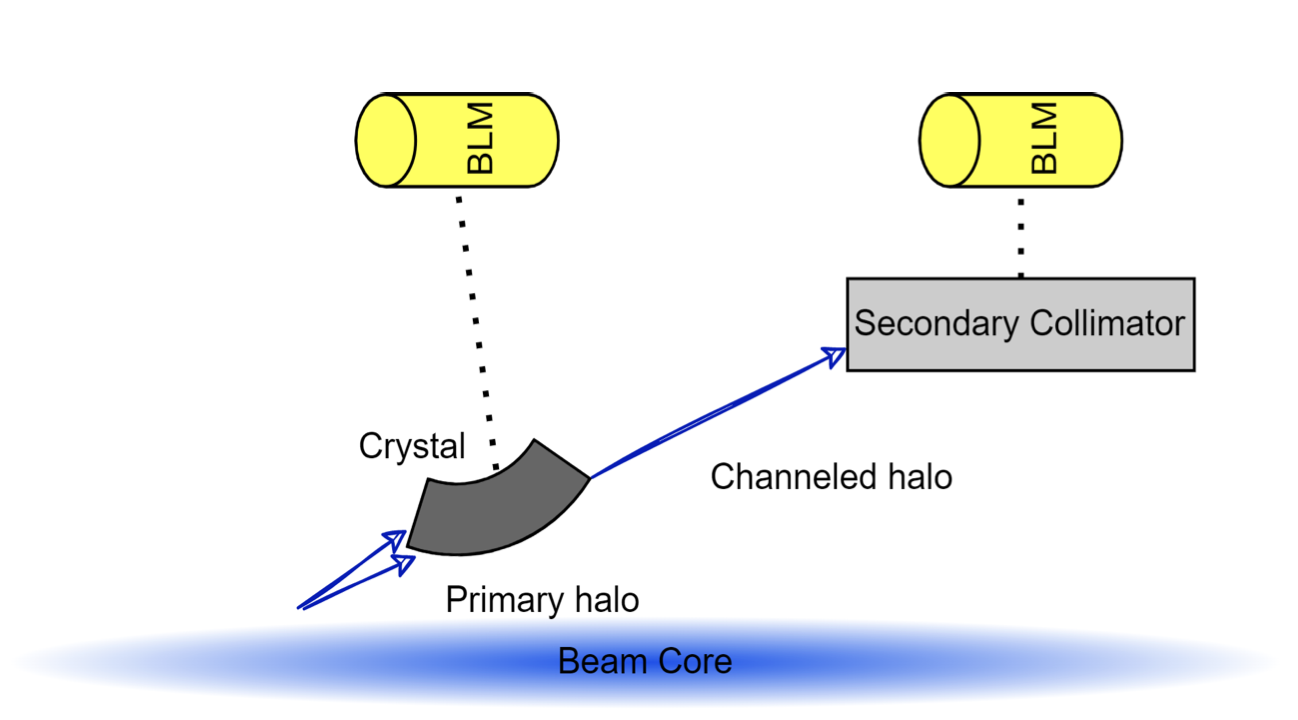 BLM
BLM
Secondary Collimator
Crystal
Channeled halo
Primary halo
Beam Core